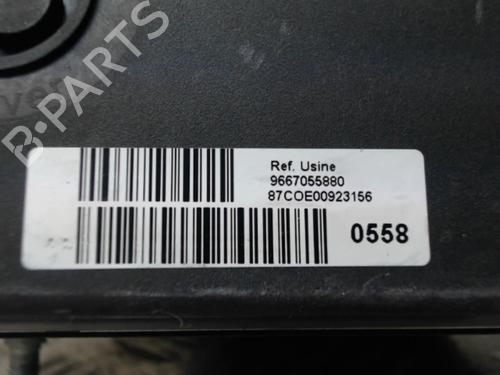 B-PARTS
Ref. Usine
9667055880
87COE00923156
0558